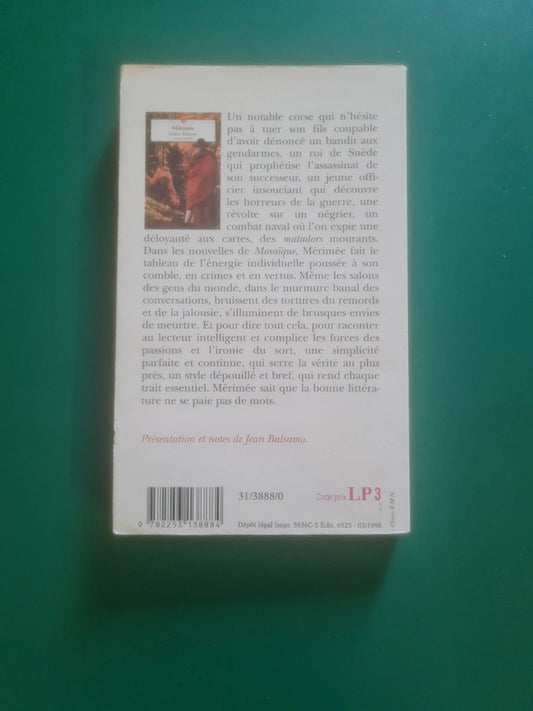 Mérimée
Mateo Falcone
Un notable corse qui n'hésite
pas à tuer son fils coupable
d'avoir dénoncé un bandit aux
gendarmes, un roi de Suède
qui prophétise l'assassinat de
son successeur, un jeune offi-
cier insouciant qui découvre
les horreurs de la guerre, une
révolte sur un négrier, un
combat naval où l'on expie une
déloyauté aux cartes, des matadors mourants.
Dans les nouvelles de Mosaïque, Mérimée fait le
tableau de l'énergie individuelle poussée à son
comble, en crimes et en vertus. Même les salons
des gens du monde, dans le murmure banal des
conversations, bruissent des tortures du remords
et de la jalousie, s'illuminent de brusques envies
de meurtre. Et pour dire tout cela, pour raconter
au lecteur intelligent et complice les forces des
passions et l'ironie du sort, une simplicité
parfaite et continue, qui serre la vérité au plus
près, un style dépouillé et bref, qui rend chaque
trait essentiel. Mérimée sait que la bonne littéra-
ture ne se paie pas de mots.
Présentation et notes de Jean Balsamo.
31/3888/0
Code prix LP3
9 782253 138884
Dépôt légal Impr. 5936C-5 Édit. 6925 - 03/1998
Photo R.M.N.